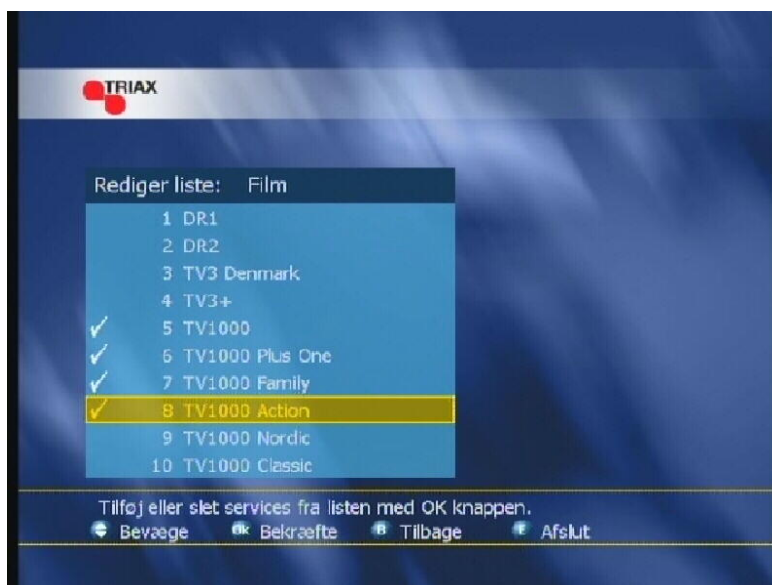 TRIAX
Rediger liste: Film
1 DR1
2 DR2
3 TV3 Denmark
4 TV3+
5 TV1000
6 TV1000 Plus One
7 TV1000 Family
8 TV1000 Action
9 TV1000 Nordic
10 TV1000 Classic
Tilføj eller slet services fra listen med OK knappen.
Bevæge OK Bekræfte B Tilbage E Afslut